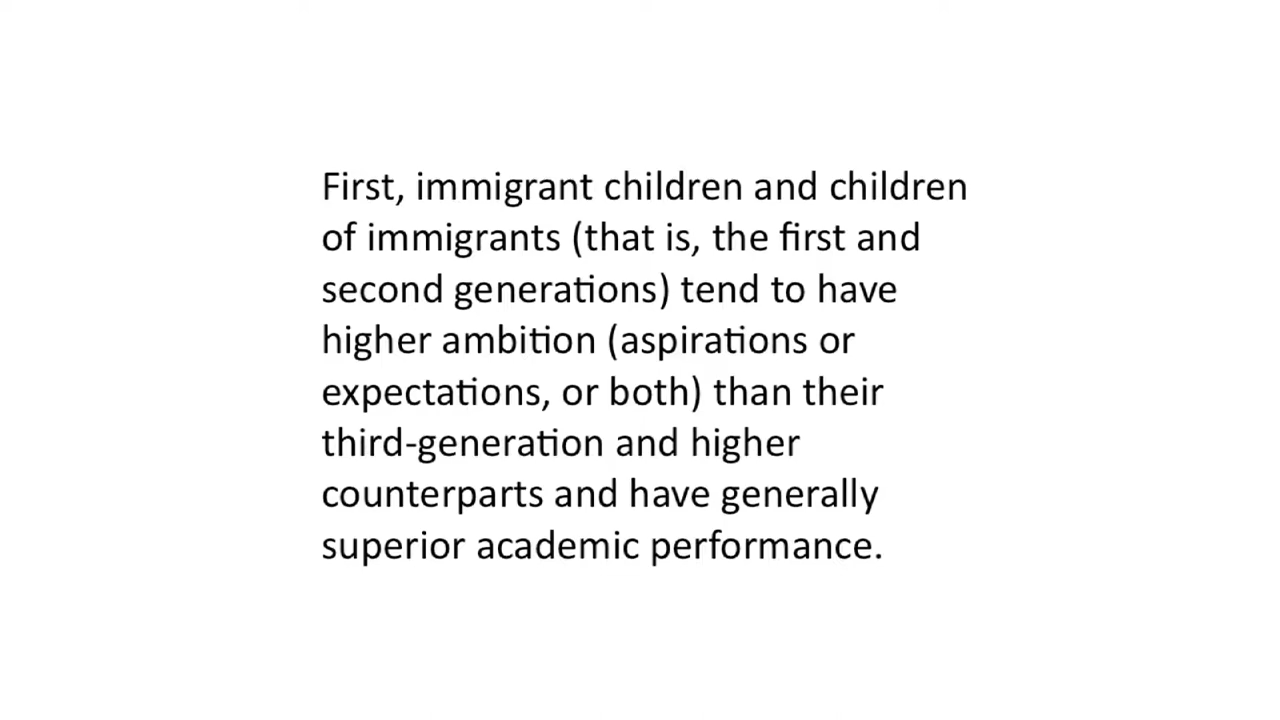 First, immigrant children and children
of immigrants (that is, the first and
second generations) tend to have
higher ambition (aspirations or
expectations, or both) than their
third-generation and higher
counterparts and have generally
superior academic performance.